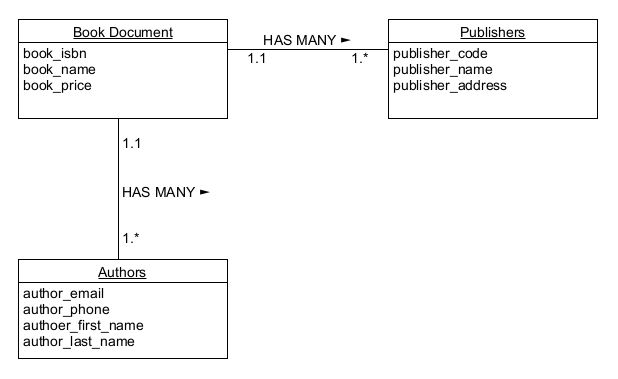 Book Document
book_isbn
book_name
book_price
HAS MANY ►
1.1 1.*
Publishers
publisher_code
publisher_name
publisher_address
1.1
HAS MANY ►
1.*
Authors
author_email
author_phone
authoer_first_name
author_last_name